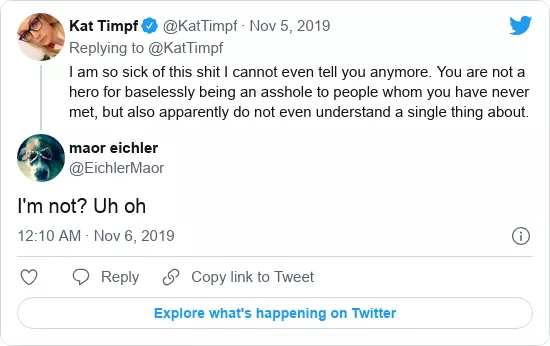 Kat Timpf @KatTimpf · Nov 5, 2019
Replying to @KatTimpf
I am so sick of this shit I cannot even tell you anymore. You are not a
hero for baselessly being an asshole to people whom you have never
met, but also apparently do not even understand a single thing about.
maor eichler
@EichlerMaor
I'm not? Uh oh
12:10 AM · Nov 6, 2019
Reply
Copy link to Tweet
Explore what's happening on Twitter